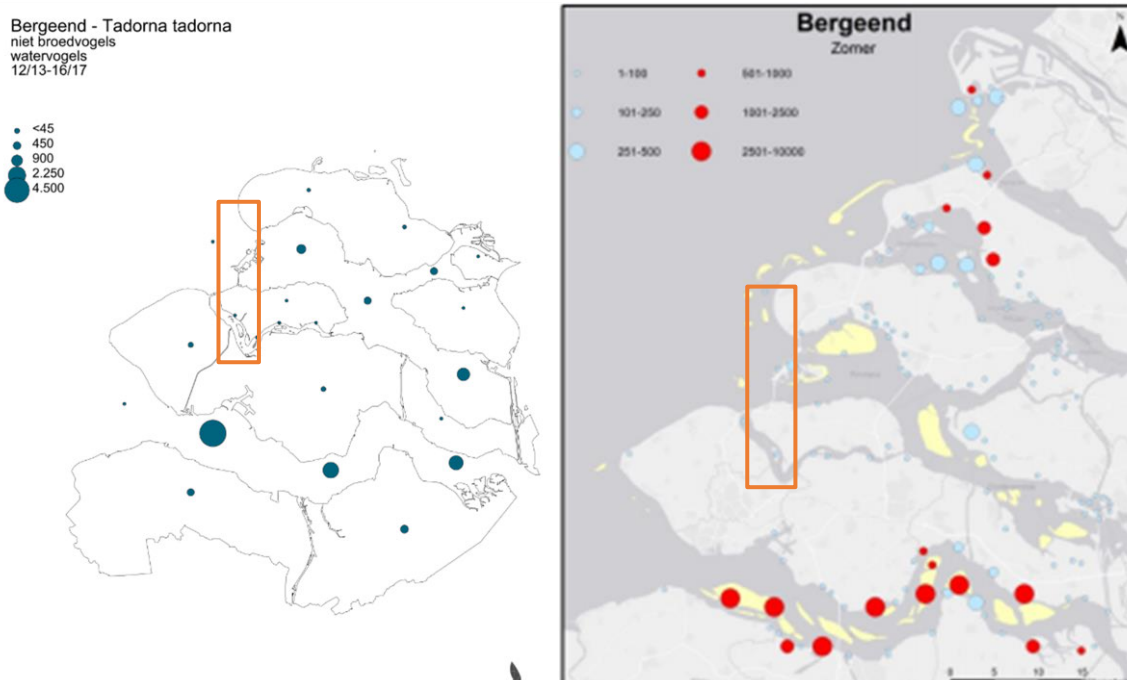 Bergeend - Tadorna tadorna
niet broedvogels
watervogels
12/13-16/17
<45
450
900
2.250
4.500
Bergeend
Zomer
N
1-100
101-250
251-500
501-1000
1001-2500
2501-10000
0 5 10 15